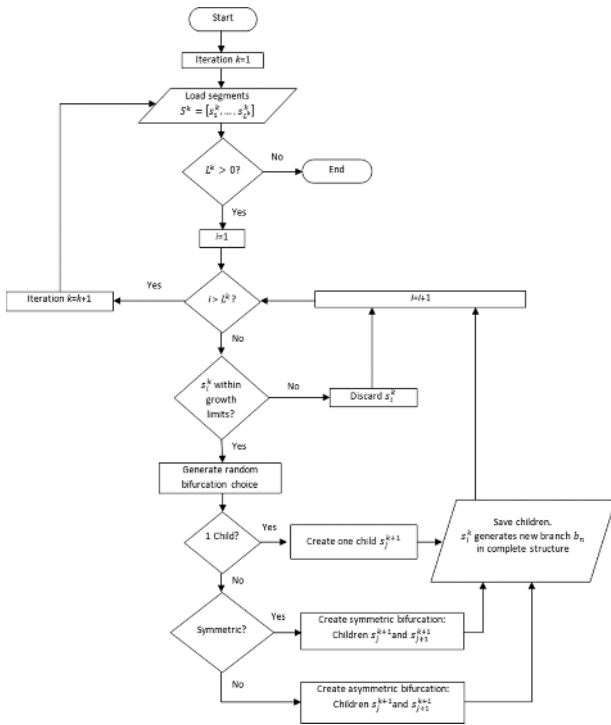 Start
Iteration k=1
Load segments
S^k = [s_1^k, ...., s_{L^k}^k]
L^k > 0?
No
End
Yes
i=1
Iteration k=k+1
Yes
i > L^k?
i=i+1
No
s_i^k within
growth
limits?
No
Discard s_i^k
Yes
Generate random
bifurcation choice
1 Child?
Yes
Create one child s_j^{k+1}
Save children.
s_i^k generates new branch b_n
in complete structure
No
Symmetric?
Yes
Create symmetric bifurcation:
Children s_j^{k+1} and s_{j+1}^{k+1}
No
Create asymmetric bifurcation:
Children s_j^{k+1} and s_{j+1}^{k+1}